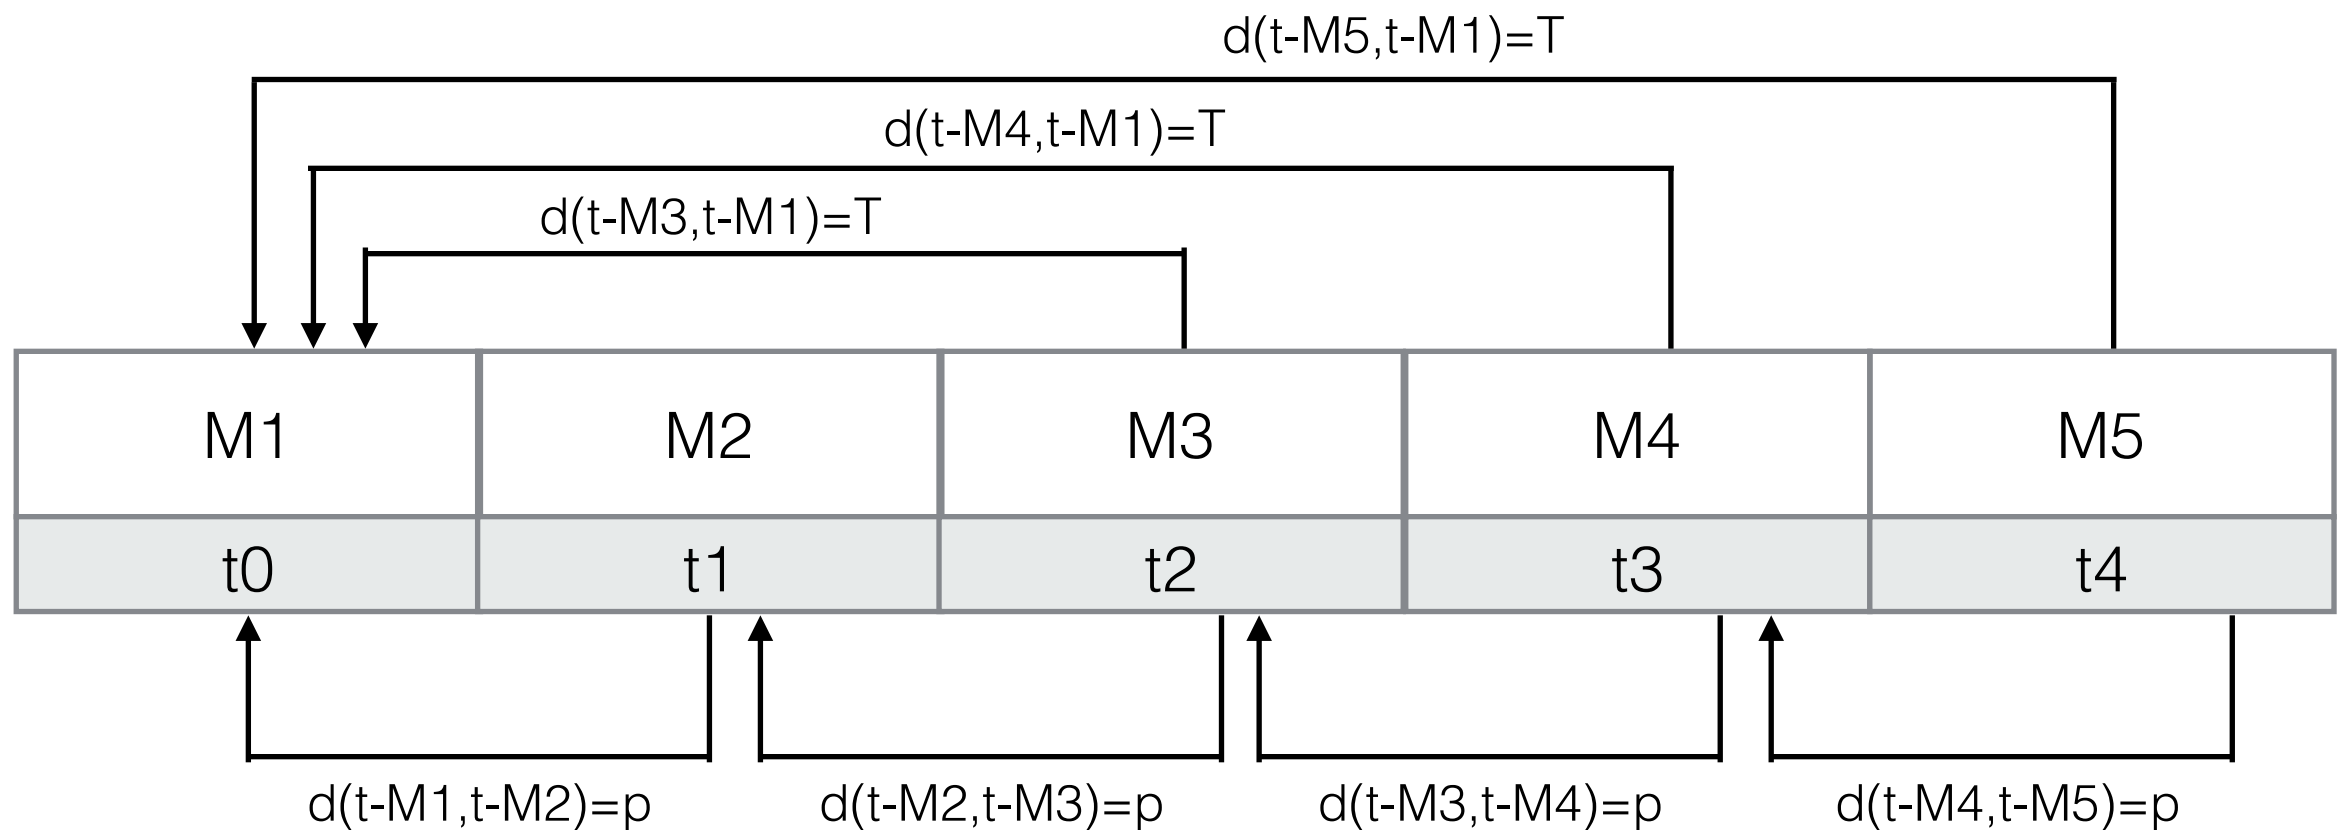 d(t-M5,t-M1)=T
d(t-M4,t-M1)=T
d(t-M3,t-M1)=T
M1 M2 M3 M4 M5
t0 t1 t2 t3 t4
d(t-M1,t-M2)=p d(t-M2,t-M3)=p d(t-M3,t-M4)=p d(t-M4,t-M5)=p